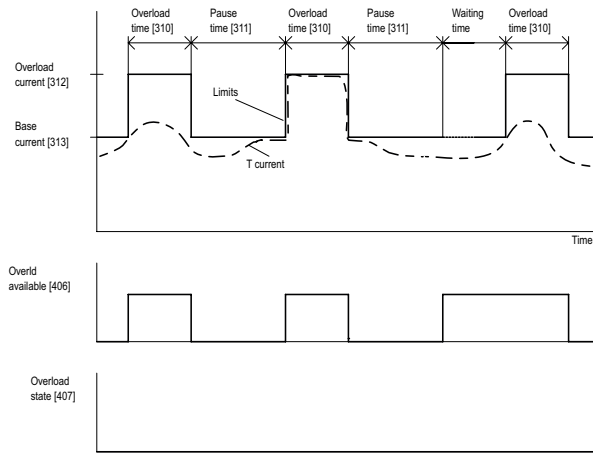 Overload
time [310]
Pause
time [311]
Overload
time [310]
Pause
time [311]
Waiting
time
Overload
time [310]
Overload
current [312]
Limits
Base
current [313]
T current
Time
Overld
available [406]
Overload
state [407]